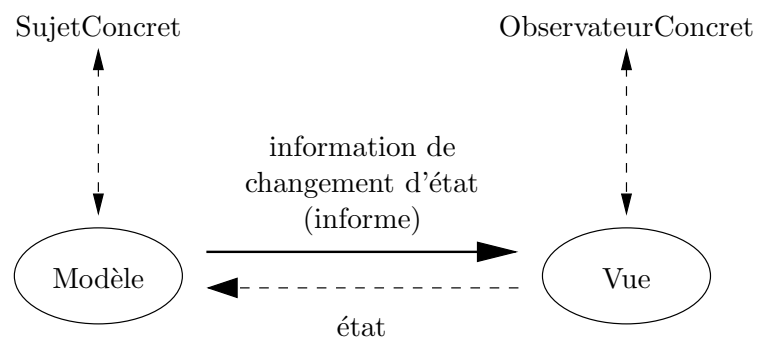 SujetConcret
ObservateurConcret
information de
changement d'état
(informe)
Modèle
Vue
état